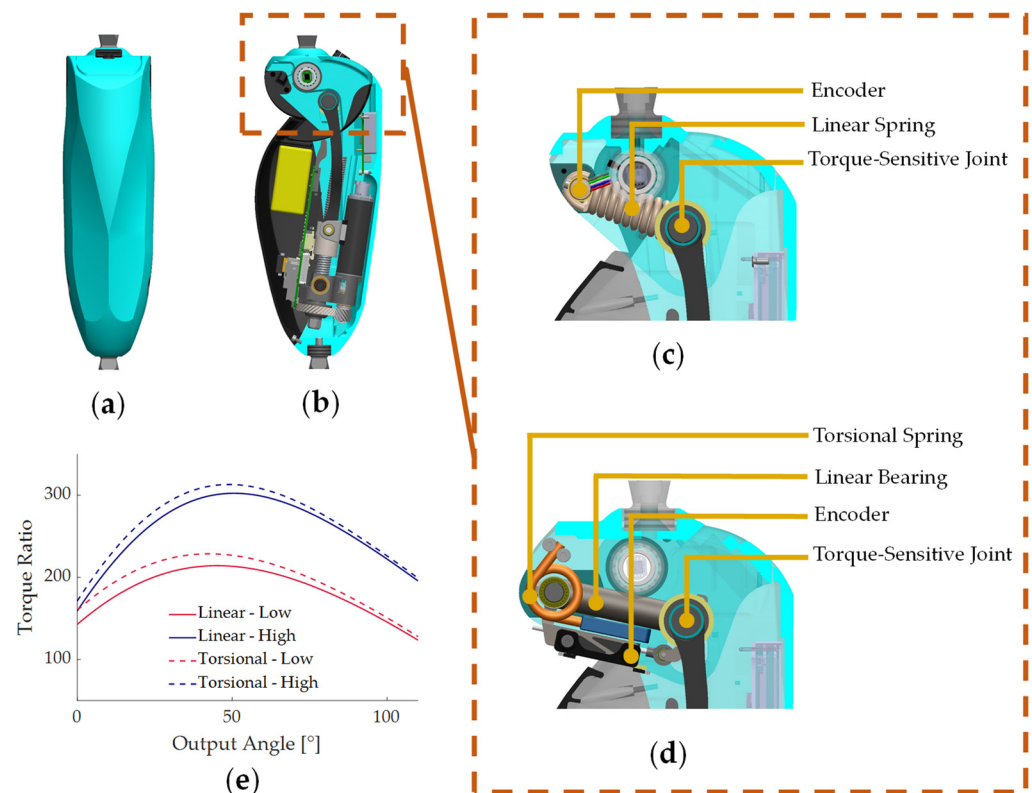 (a)
(b)
Encoder
Linear Spring
Torque-Sensitive Joint
(c)
Torsional Spring
Linear Bearing
Encoder
Torque-Sensitive Joint
(d)
Torque Ratio
300
200
100
Linear - Low
Linear - High
Torsional - Low
Torsional - High
0
50
100
Output Angle [°]
(e)